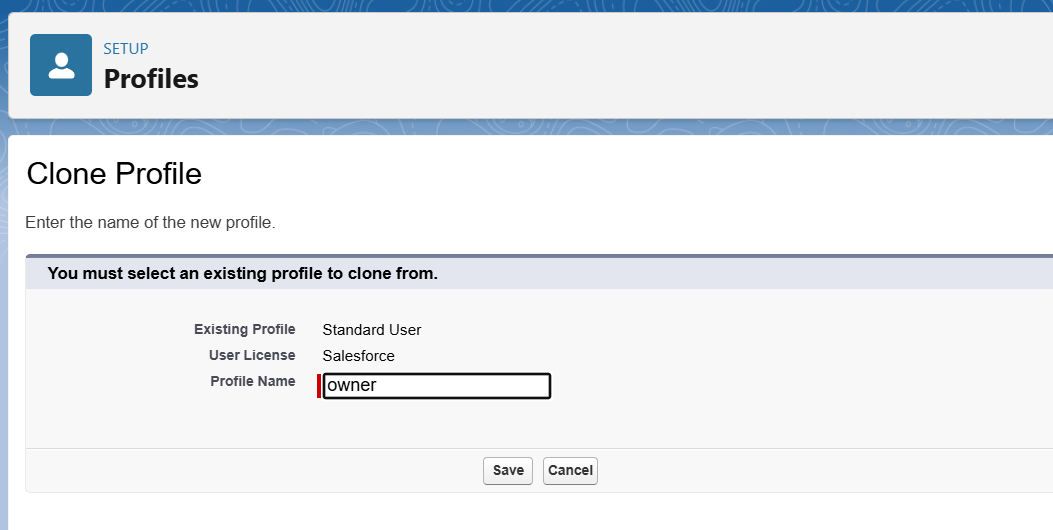 SETUP
Profiles
Clone Profile
Enter the name of the new profile.
You must select an existing profile to clone from.
Existing Profile Standard User
User License Salesforce
Profile Name owner
Save Cancel